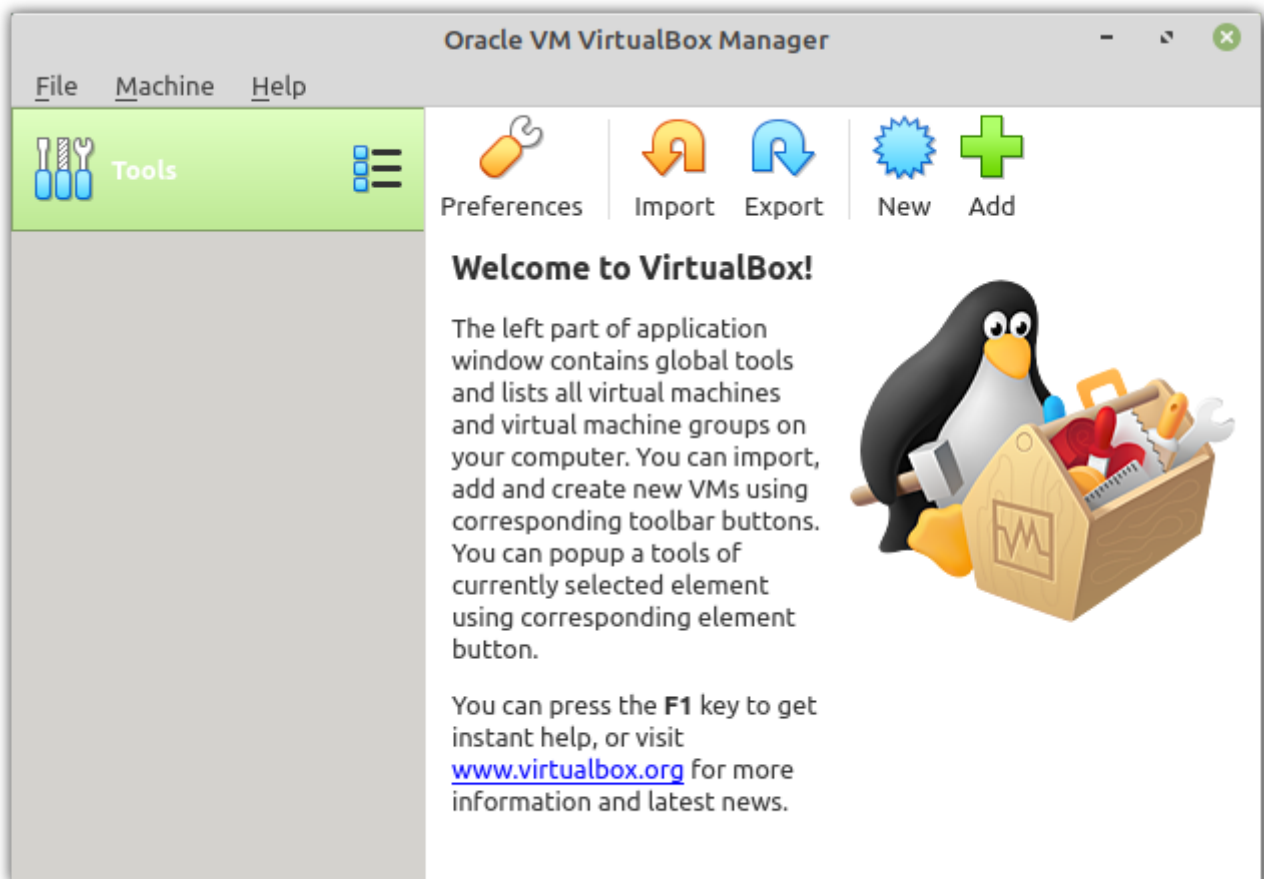 Oracle VM VirtualBox Manager
File Machine Help
Tools
Preferences Import Export New Add
Welcome to VirtualBox!
The left part of application
window contains global tools
and lists all virtual machines
and virtual machine groups on
your computer. You can import,
add and create new VMs using
corresponding toolbar buttons.
You can popup a tools of
currently selected element
using corresponding element
button.
You can press the F1 key to get
instant help, or visit
www.virtualbox.org for more
information and latest news.